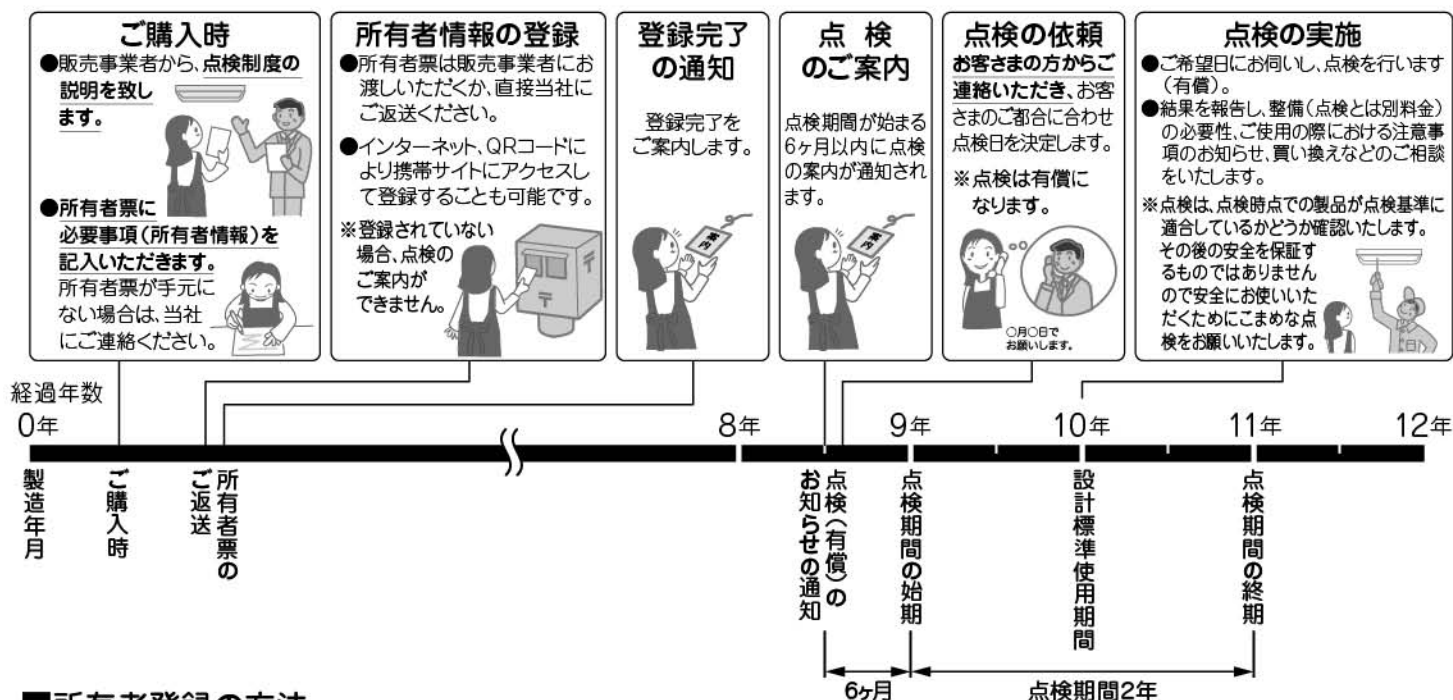 ご購入時
●販売事業者から、点検制度の
説明を致し
ます。
●所有者票に
必要事項（所有者情報）を
記入いただきます。
所有者票が手元に
ない場合は、当社
にご連絡ください。
所有者情報の登録
●所有者票は販売事業者にお
渡しいただくか、直接当社に
ご返送ください。
●インターネット、QRコードに
より携帯サイトにアクセスし
て登録することも可能です。
※登録されていない
場合、点検の
ご案内が
できません。
〒
〒
登録完了
の通知
登録完了を
ご案内します。
案内
点検
のご案内
点検期間が始まる
6ヶ月以内に点検
の案内が通知され
ます。
案内
点検の依頼
お客さまの方からご
連絡いただき、お客
さまのご都合に合わせ
点検日を決定します。
※点検は有償に
なります。
○月○日で
お願いします。
点検の実施
●ご希望日にお伺いし、点検を行います
（有償）。
●結果を報告し、整備（点検とは別料金）
の必要性、ご使用の際における注意事
項のお知らせ、買い換えなどのご相談
をいたします。
※点検は、点検時点での製品が点検基準に
適合しているかどうか確認いたします。
その後の安全を保証す
るものではありません
ので安全にお使いいた
だくためにこまめな点
検をお願いいたします。
経過年数
0年
8年
9年
10年
11年
12年
製造年月
ご購入時
所有者票の
ご返送
点検（有償）の
お知らせの通知
点検期間の始期
設計標準使用期間
点検期間の終期
6ヶ月
点検期間2年
■所有者登録の方法